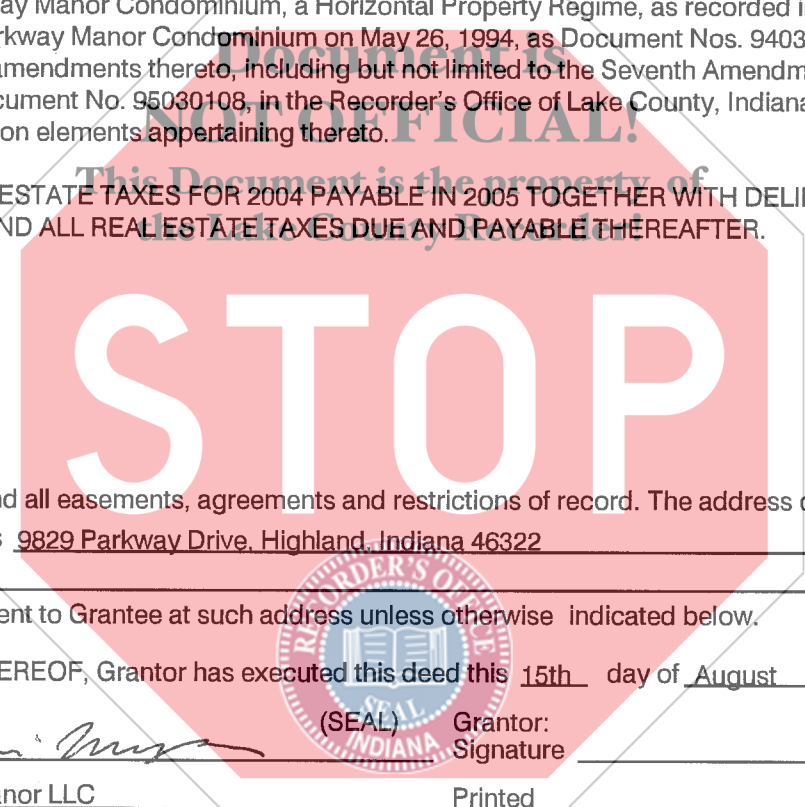 ay Manor Condominium, a Horizontal Property Regime, as recorded i
rkway Manor Condominium on May 26, 1994, as Document Nos. 9403
Document is
amendments thereto, including but not limited to the Seventh Amendm
cument No. 95030108, in the Recorder's Office of Lake County, Indiana
NOT OFFICIAL!
on elements appertaining thereto.
This Document is the property of
ESTATE TAXES FOR 2004 PAYABLE IN 2005 TOGETHER WITH DELI
ND ALL REAL ESTATE TAXES DUE AND PAYABLE THEREAFTER.
the Lake County Recorder!
STOP
nd all easements, agreements and restrictions of record. The address o
s 9829 Parkway Drive, Highland, Indiana 46322
RECORDER'S OFFICE
ent to Grantee at such address unless otherwise indicated below.
EREOF, Grantor has executed this deed this 15th day of August
SEAL
(SEAL) Grantor:
INDIANA
Signature
anor LLC Printed